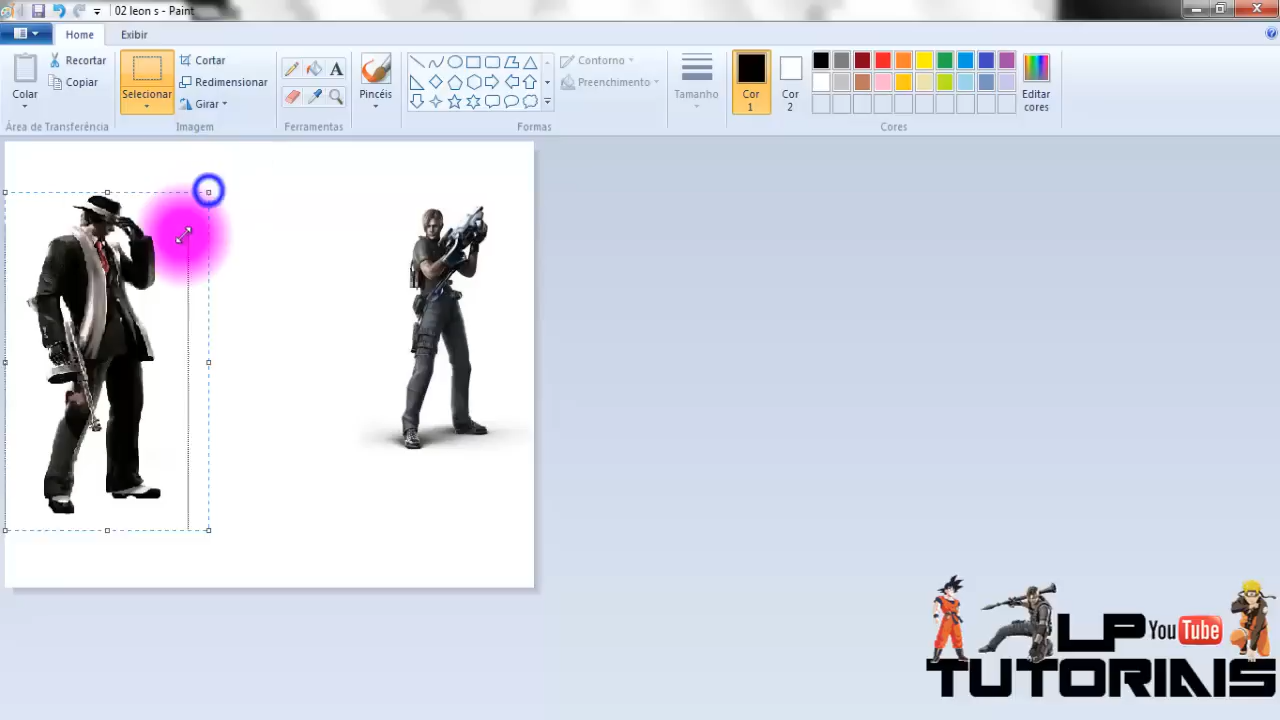 02 leon s - Paint
Home
Exibir
Colar
Recortar
Copiar
Área de Transferência
Selecionar
Cortar
Redimensionar
Girar
Imagem
A
Ferramentas
Pincéis
Formas
Contorno
Preenchimento
Tamanho
Cor
1
Cor
2
Editar
cores
Cores
LP YouTube
TUTORIAIS